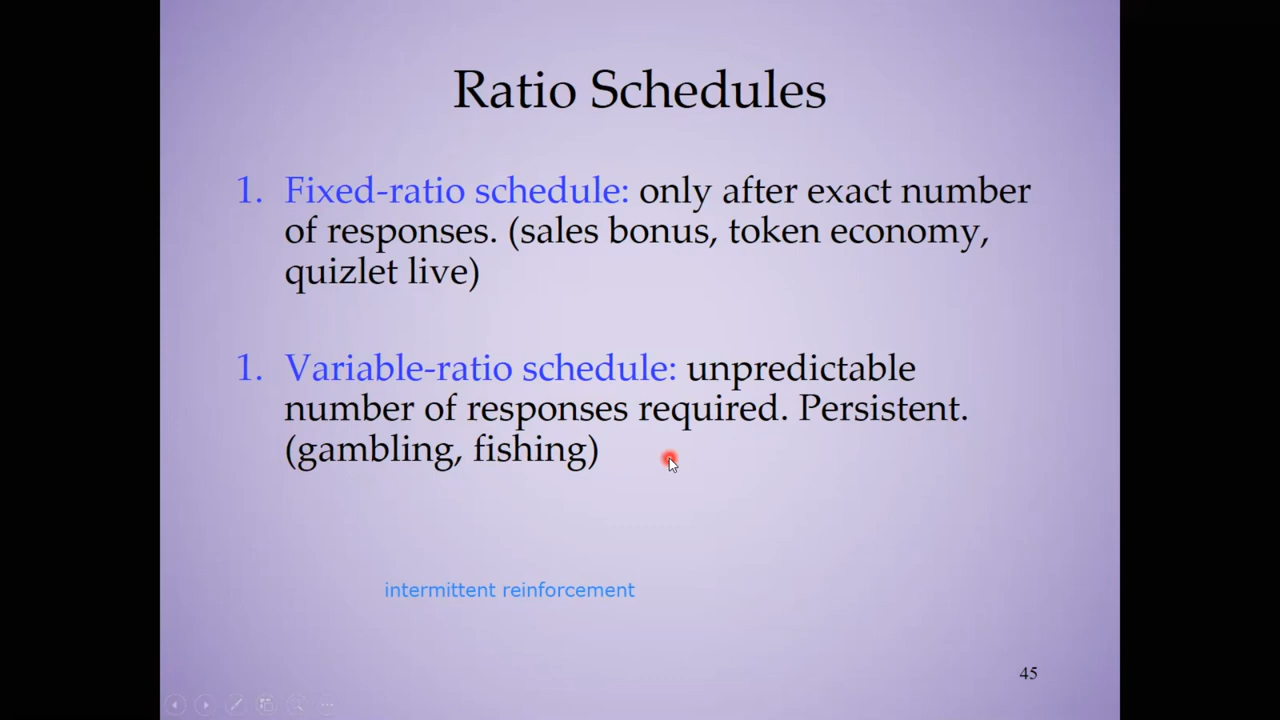 Ratio Schedules
1. Fixed-ratio schedule: only after exact number
of responses. (sales bonus, token economy,
quizlet live)
1. Variable-ratio schedule: unpredictable
number of responses required. Persistent.
(gambling, fishing)
intermittent reinforcement
45